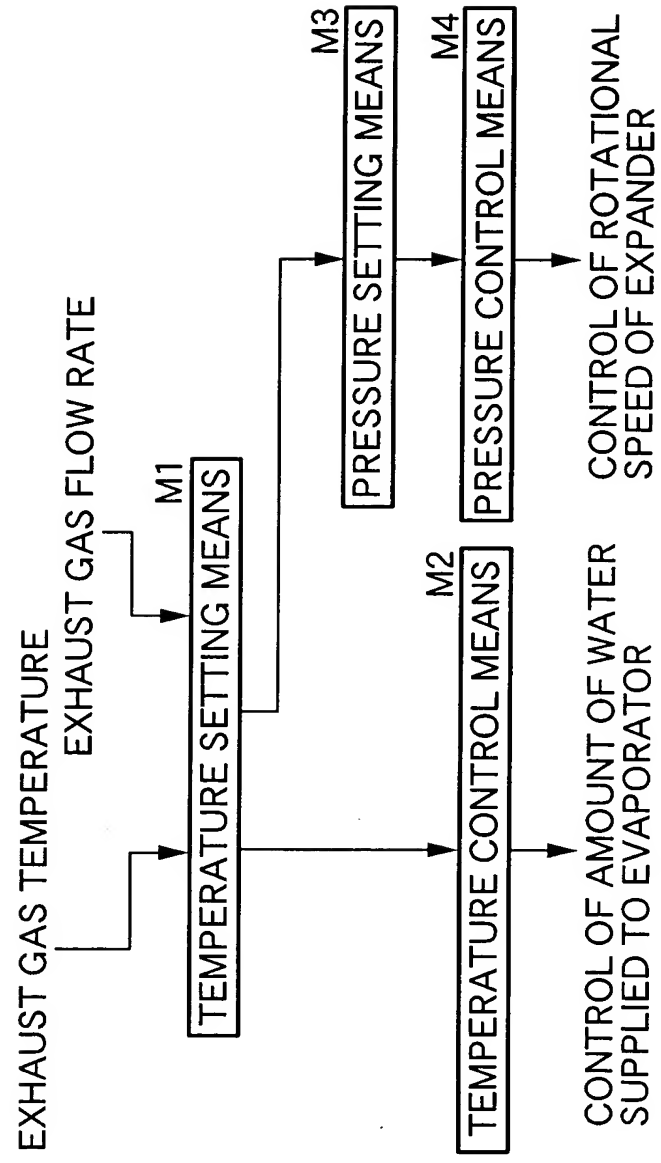 EXHAUST GAS TEMPERATURE
EXHAUST GAS FLOW RATE
M1
TEMPERATURE SETTING MEANS
M3
PRESSURE SETTING MEANS
M2
TEMPERATURE CONTROL MEANS
M4
PRESSURE CONTROL MEANS
CONTROL OF AMOUNT OF WATER
SUPPLIED TO EVAPORATOR
CONTROL OF ROTATIONAL
SPEED OF EXPANDER